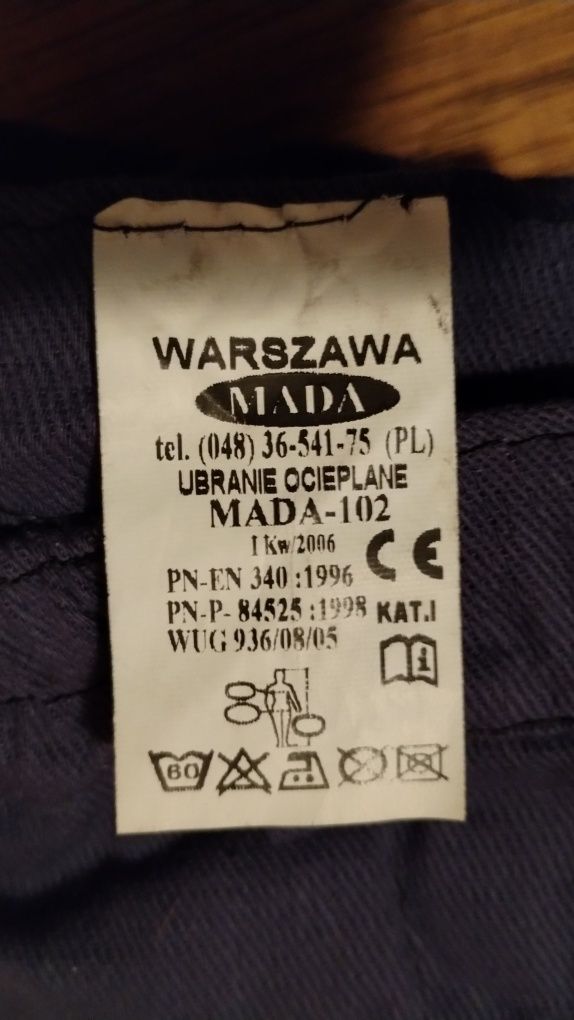 WARSZAWA
MADA
tel. (048) 36-541-75 (PL)
UBRANIE OCIEPLANE
MADA-102
I Kw/2006
CE
PN-EN 340 :1996
PN-P- 84525 :1998 KAT.I
WUG 936/08/05
i
60